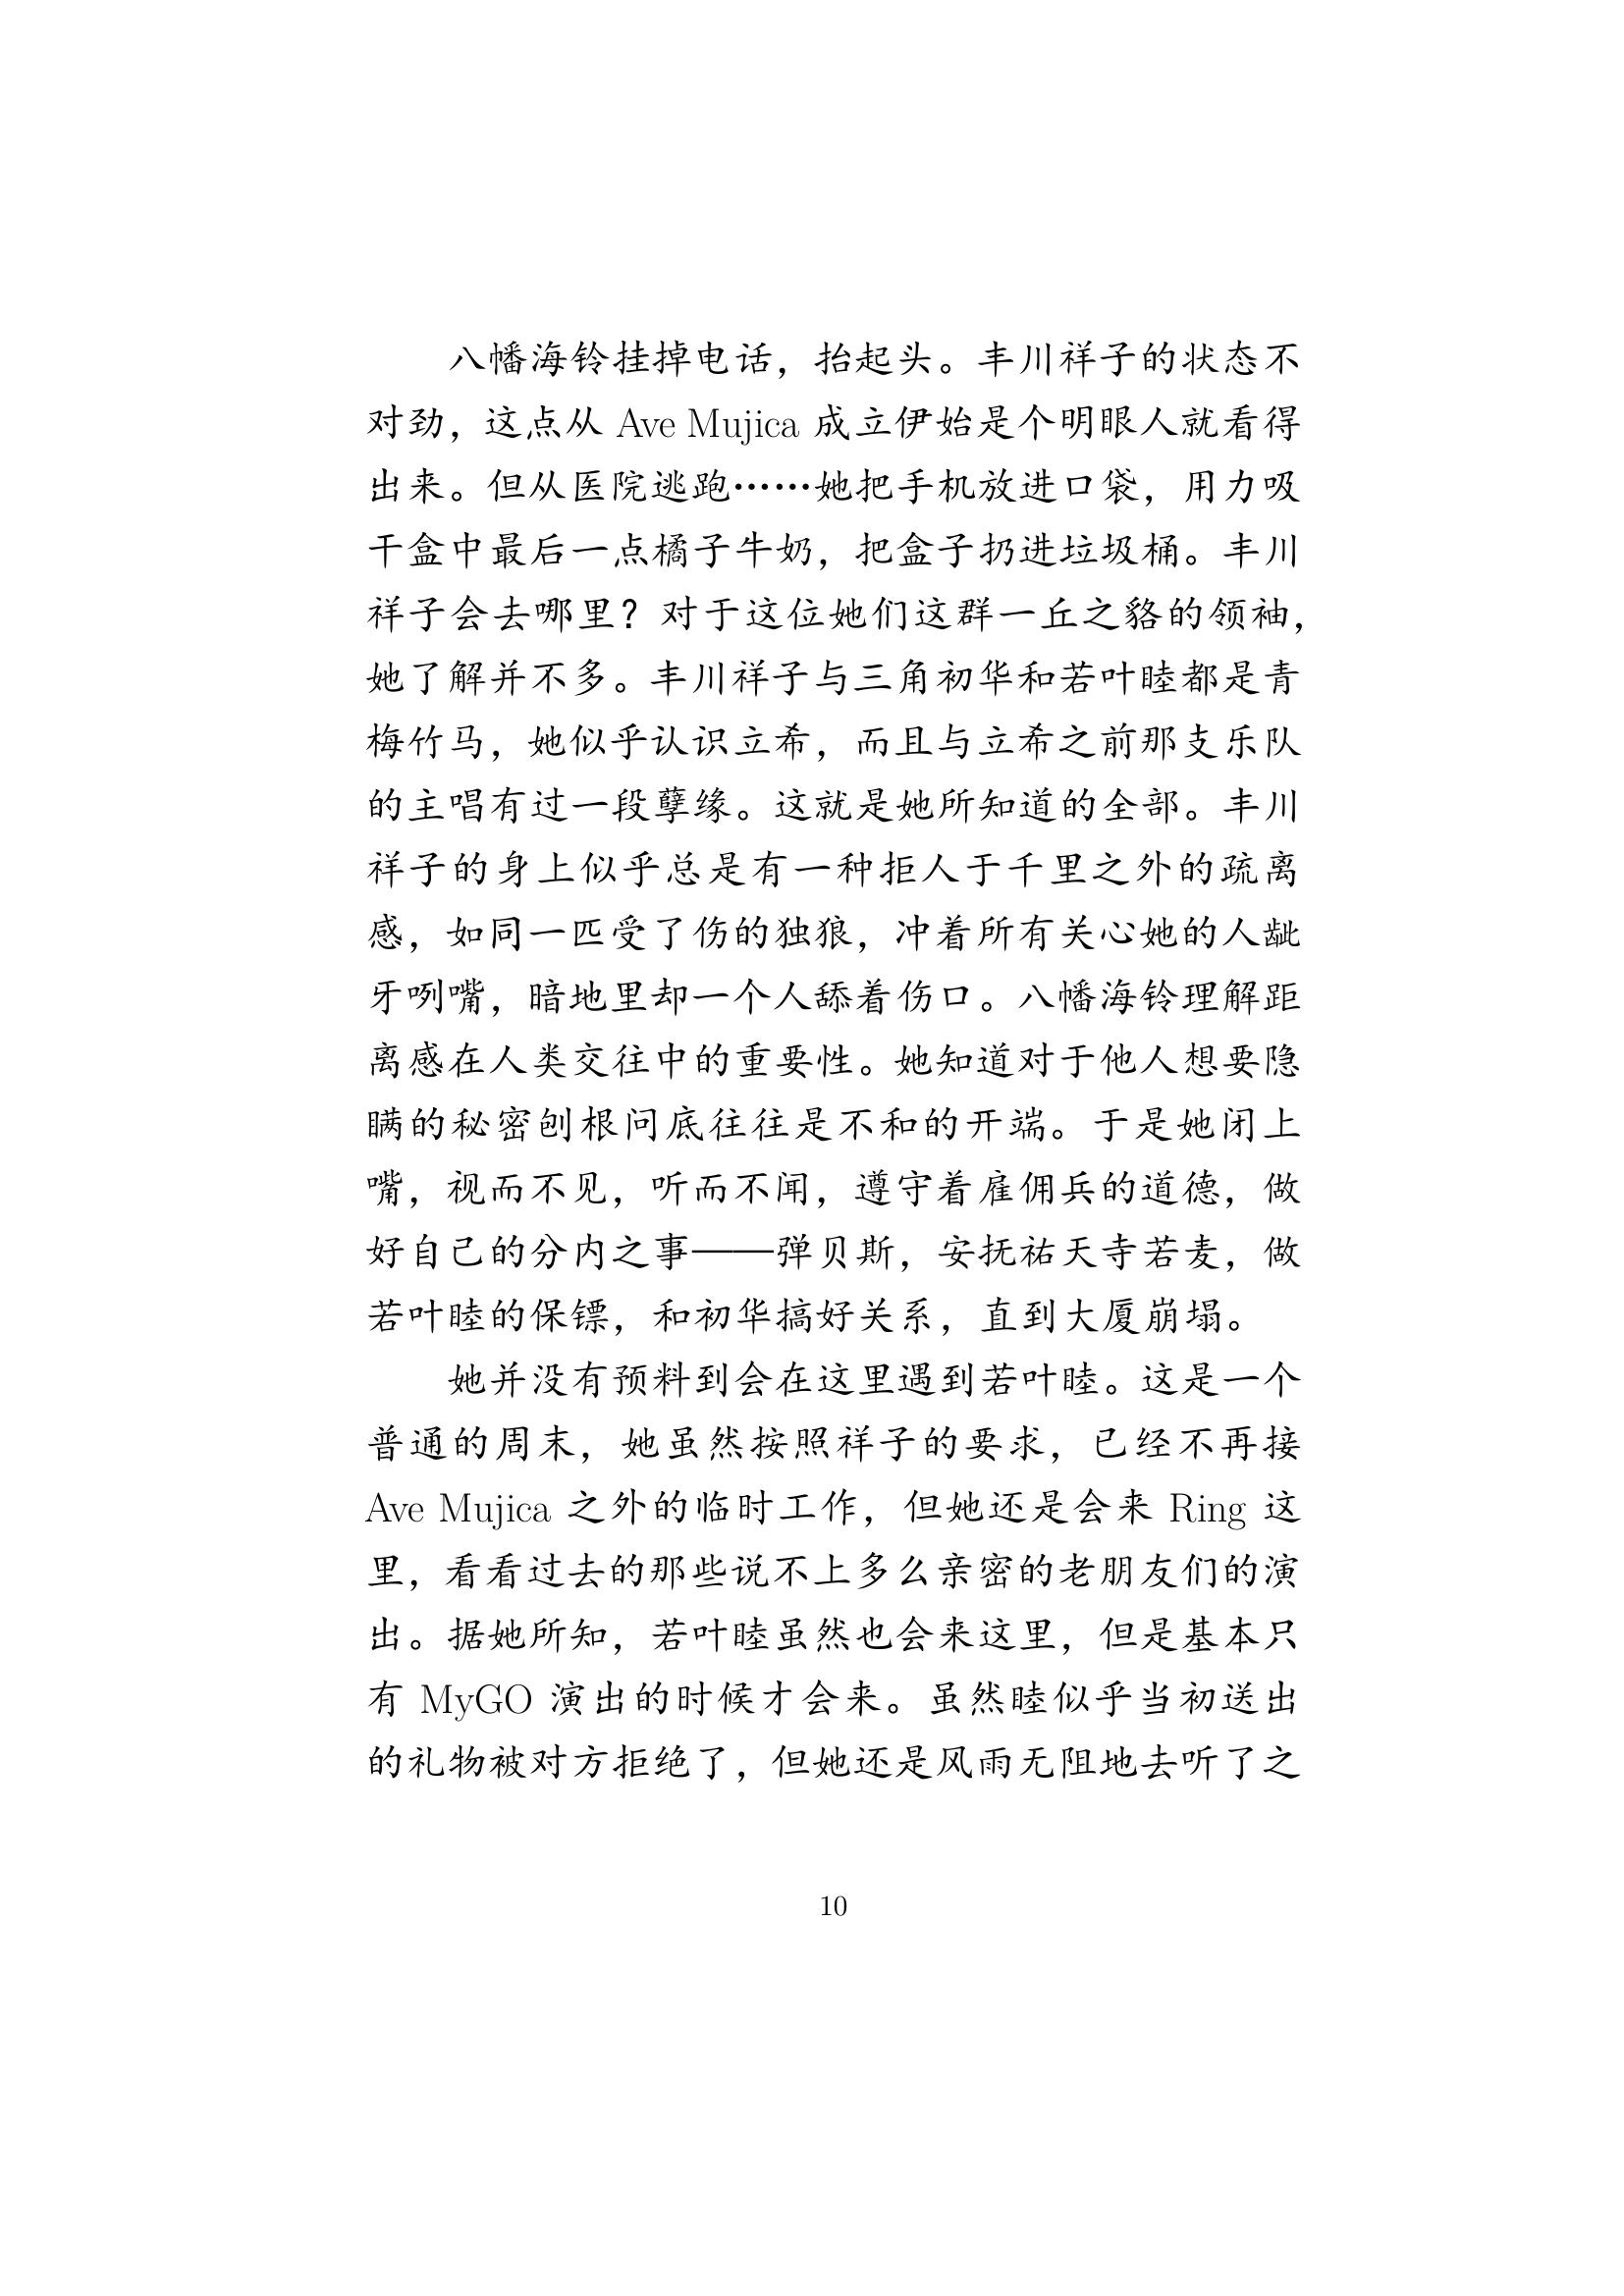 八幡海铃挂掉电话，抬起头。丰川祥子的状态不
对劲，这点从 Ave Mujica 成立伊始是个明眼人就看得
出来。但从医院逃跑……她把手机放进口袋，用力吸
干盒中最后一点橘子牛奶，把盒子扔进垃圾桶。丰川
祥子会去哪里？对于这位她们这群一丘之貉的领袖，
她了解并不多。丰川祥子与三角初华和若叶睦都是青
梅竹马，她似乎认识立希，而且与立希之前那支乐队
的主唱有过一段孽缘。这就是她所知道的全部。丰川
祥子的身上似乎总是有一种拒人于千里之外的疏离
感，如同一匹受了伤的独狼，冲着所有关心她的人龇
牙咧嘴，暗地里却一个人舔着伤口。八幡海铃理解距
离感在人类交往中的重要性。她知道对于他人想要隐
瞒的秘密刨根问底往往是不和的开端。于是她闭上
嘴，视而不见，听而不闻，遵守着雇佣兵的道德，做
好自己的分内之事——弹贝斯，安抚祐天寺若麦，做
若叶睦的保镖，和初华搞好关系，直到大厦崩塌。
她并没有预料到会在这里遇到若叶睦。这是一个
普通的周末，她虽然按照祥子的要求，已经不再接
Ave Mujica 之外的临时工作，但她还是会来 Ring 这
里，看看过去的那些说不上多么亲密的老朋友们的演
出。据她所知，若叶睦虽然也会来这里，但是基本只
有 MyGO 演出的时候才会来。虽然睦似乎当初送出
的礼物被对方拒绝了，但她还是风雨无阻地去听了之
10